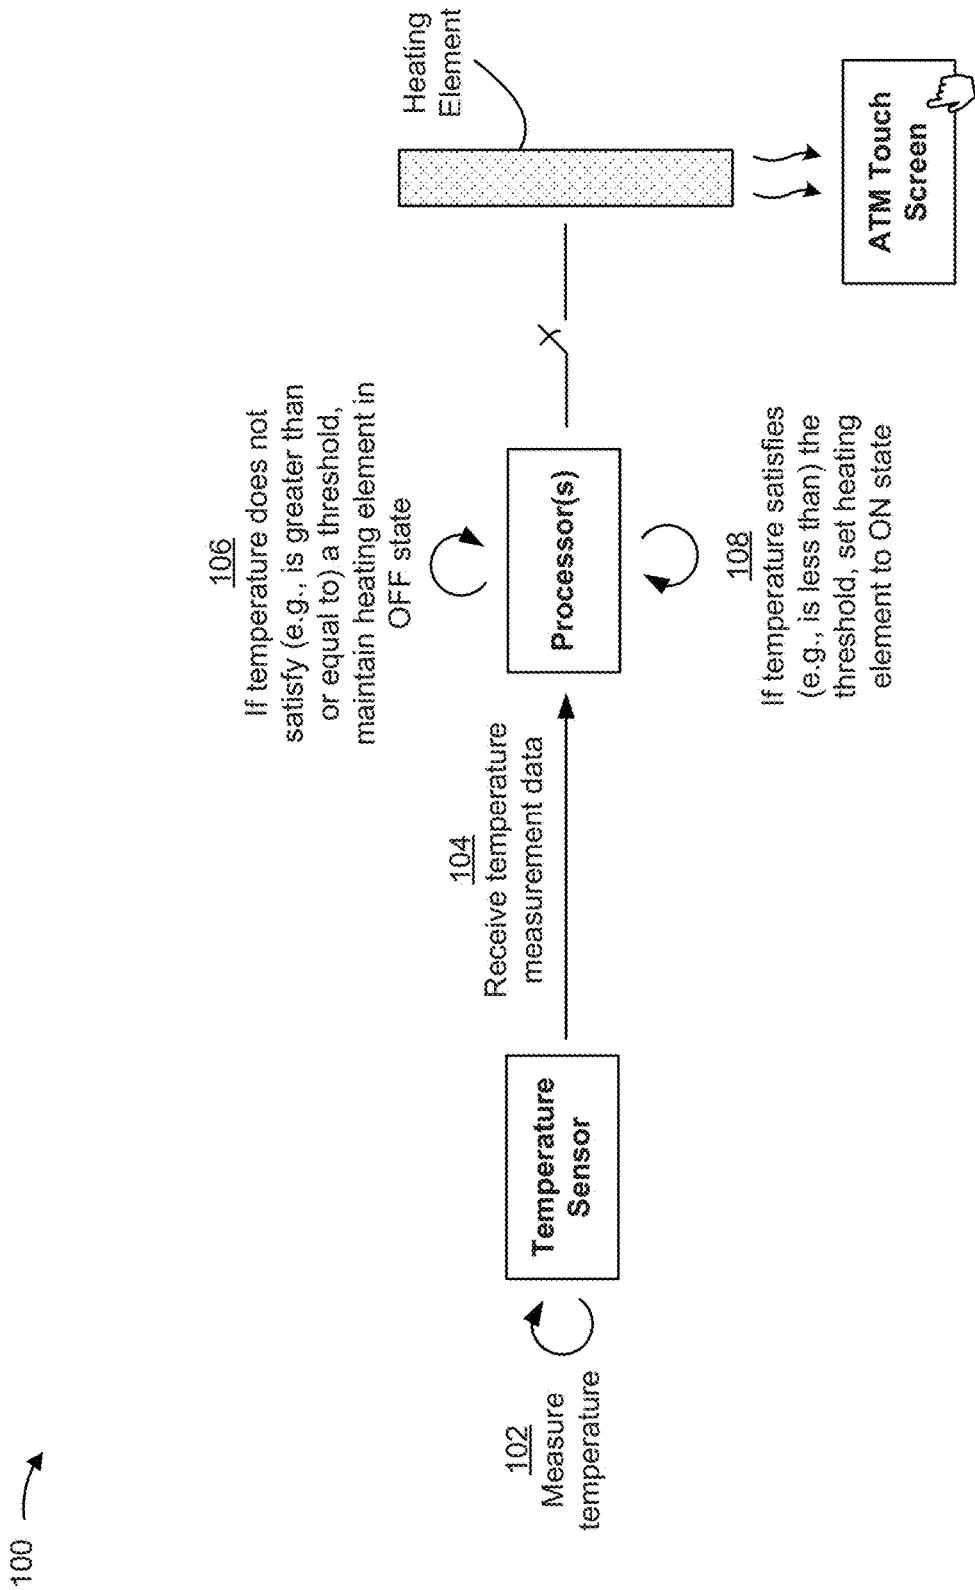 100
102
Measure
temperature
Temperature
Sensor
104
Receive temperature
measurement data
106
If temperature does not
satisfy (e.g., is greater than
or equal to) a threshold,
maintain heating element in
OFF state
Processor(s)
108
If temperature satisfies
(e.g., is less than) the
threshold, set heating
element to ON state
Heating
Element
ATM Touch
Screen